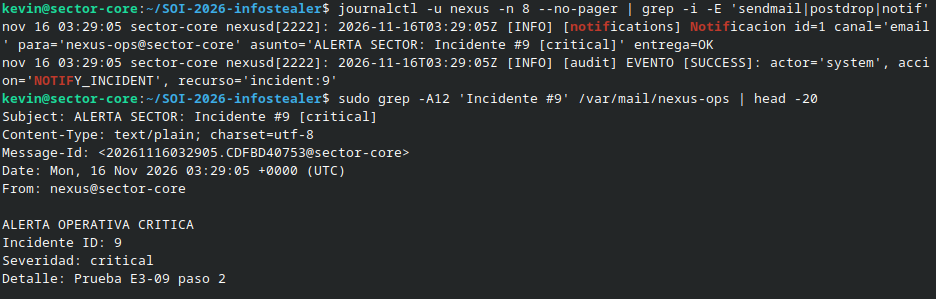 kevin@sector-core:~/SOI-2026-infostealer$ journalctl -u nexus -n 8 --no-pager | grep -i -E 'sendmail|postdrop|notif'
nov 16 03:29:05 sector-core nexusd[2222]: 2026-11-16T03:29:05Z [INFO] [notifications] Notificacion id=1 canal='email
' para='nexus-ops@sector-core' asunto='ALERTA SECTOR: Incidente #9 [critical]' entrega=OK
nov 16 03:29:05 sector-core nexusd[2222]: 2026-11-16T03:29:05Z [INFO] [audit] EVENTO [SUCCESS]: actor='system', acci
on='NOTIFY_INCIDENT', recurso='incident:9'
kevin@sector-core:~/SOI-2026-infostealer$ sudo grep -A12 'Incidente #9' /var/mail/nexus-ops | head -20
Subject: ALERTA SECTOR: Incidente #9 [critical]
Content-Type: text/plain; charset=utf-8
Message-Id: <20261116032905.CDFBD40753@sector-core>
Date: Mon, 16 Nov 2026 03:29:05 +0000 (UTC)
From: nexus@sector-core

ALERTA OPERATIVA CRITICA
Incidente ID: 9
Severidad: critical
Detalle: Prueba E3-09 paso 2